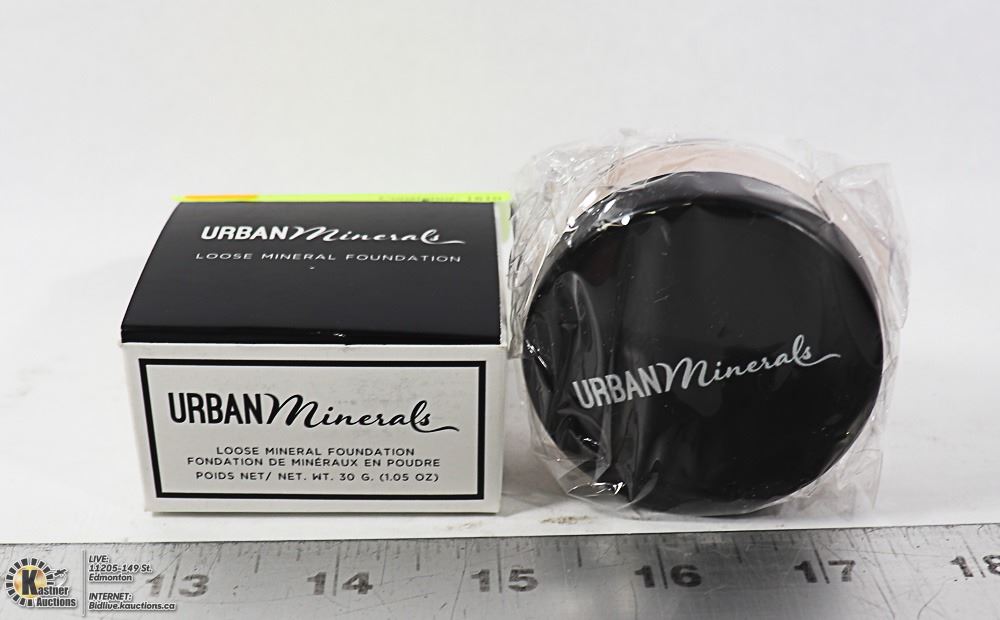 URBAN Minerals
LOOSE MINERAL FOUNDATION
URBAN Minerals
LOOSE MINERAL FOUNDATION
FONDATION DE MINÉRAUX EN POUDRE
POIDS NET/ NET. WT. 30 G. (1.05 OZ)
URBAN Minerals
13 14 15 16 17 18
K
Kastner
Auctions
LIVE:
11205-149 St.
Edmonton
INTERNET:
Bidlive.kauctions.ca